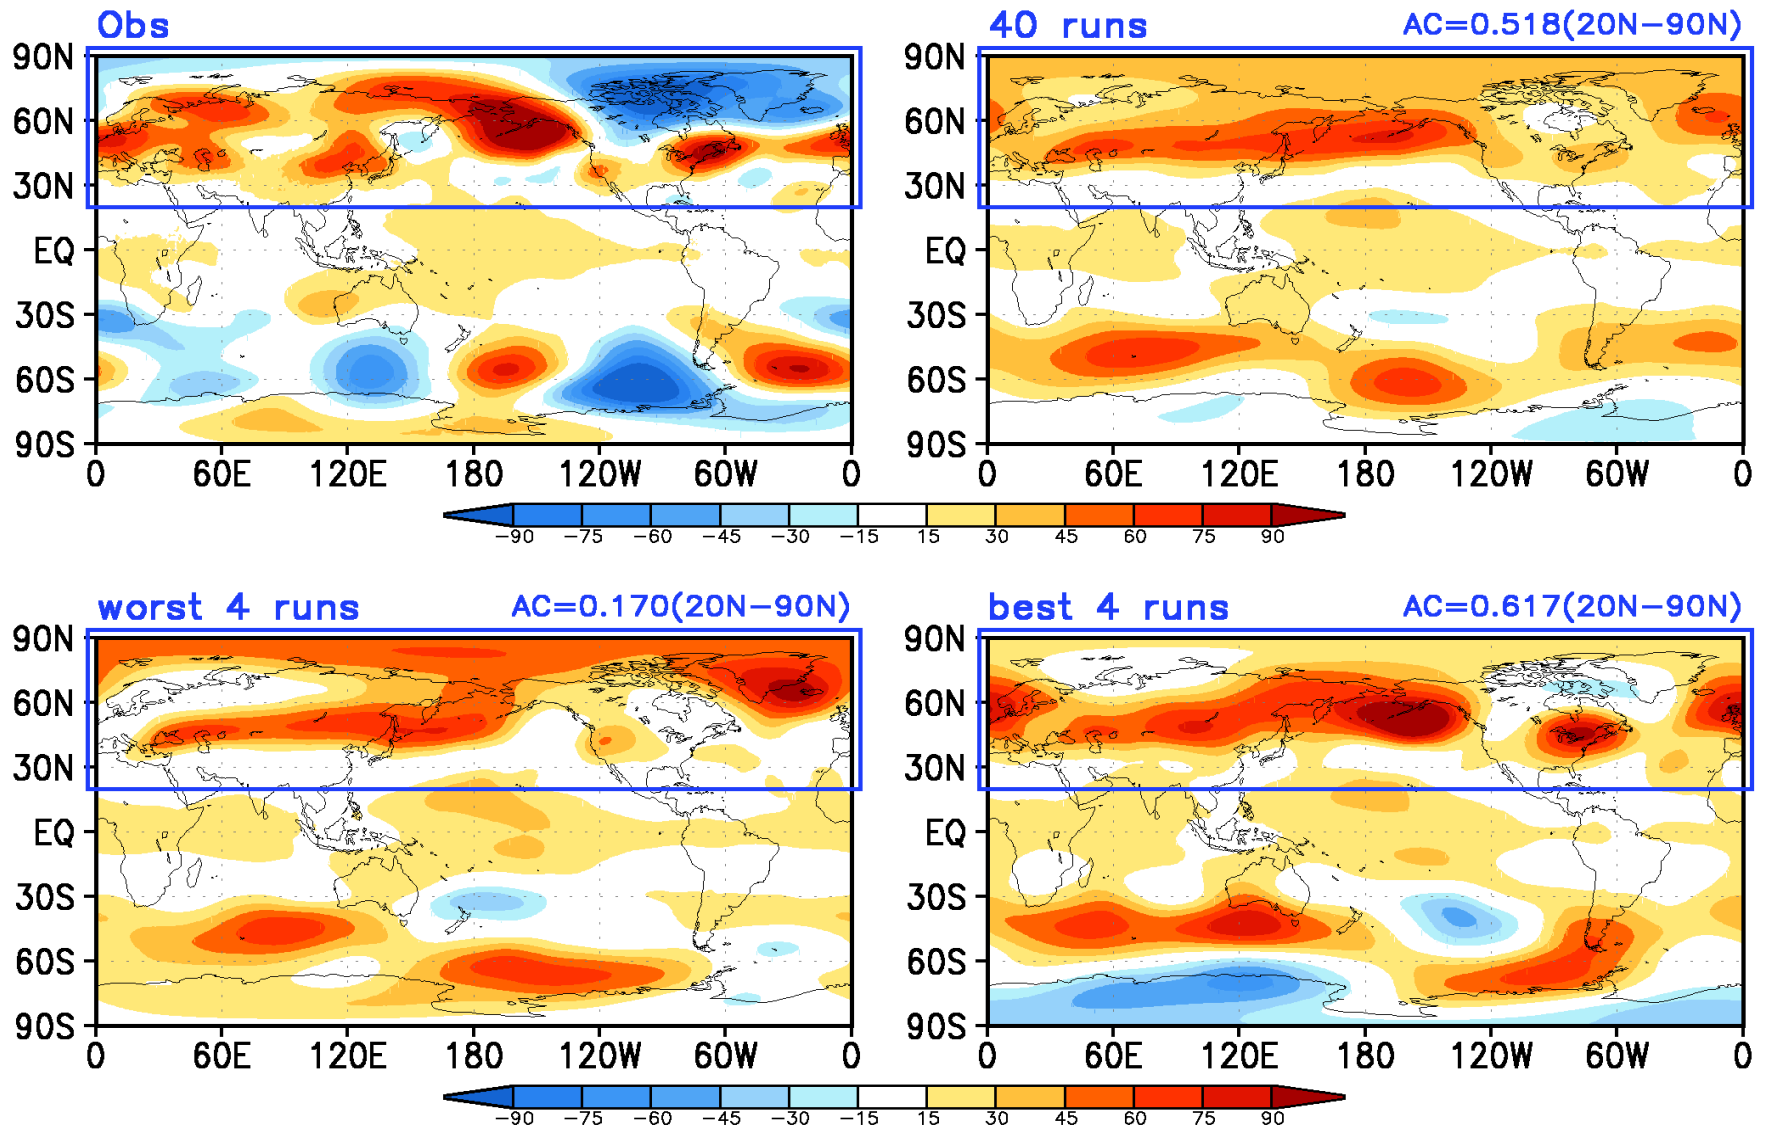 Obs
40 runs AC=0.518(20N−90N)
90N 90N
60N 60N
30N 30N
EQ EQ
30S 30S
60S 60S
90S 90S
0 60E 120E 180 120W 60W 0 0 60E 120E 180 120W 60W 0
−90 −75 −60 −45 −30 −15 15 30 45 60 75 90
worst 4 runs AC=0.170(20N−90N) best 4 runs AC=0.617(20N−90N)
90N 90N
60N 60N
30N 30N
EQ EQ
30S 30S
60S 60S
90S 90S
0 60E 120E 180 120W 60W 0 0 60E 120E 180 120W 60W 0
−90 −75 −60 −45 −30 −15 15 30 45 60 75 90